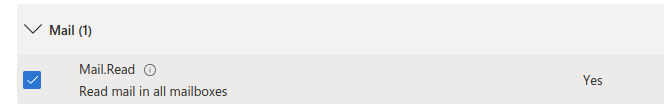 Mail (1)
Mail.Read
Read mail in all mailboxes
Yes